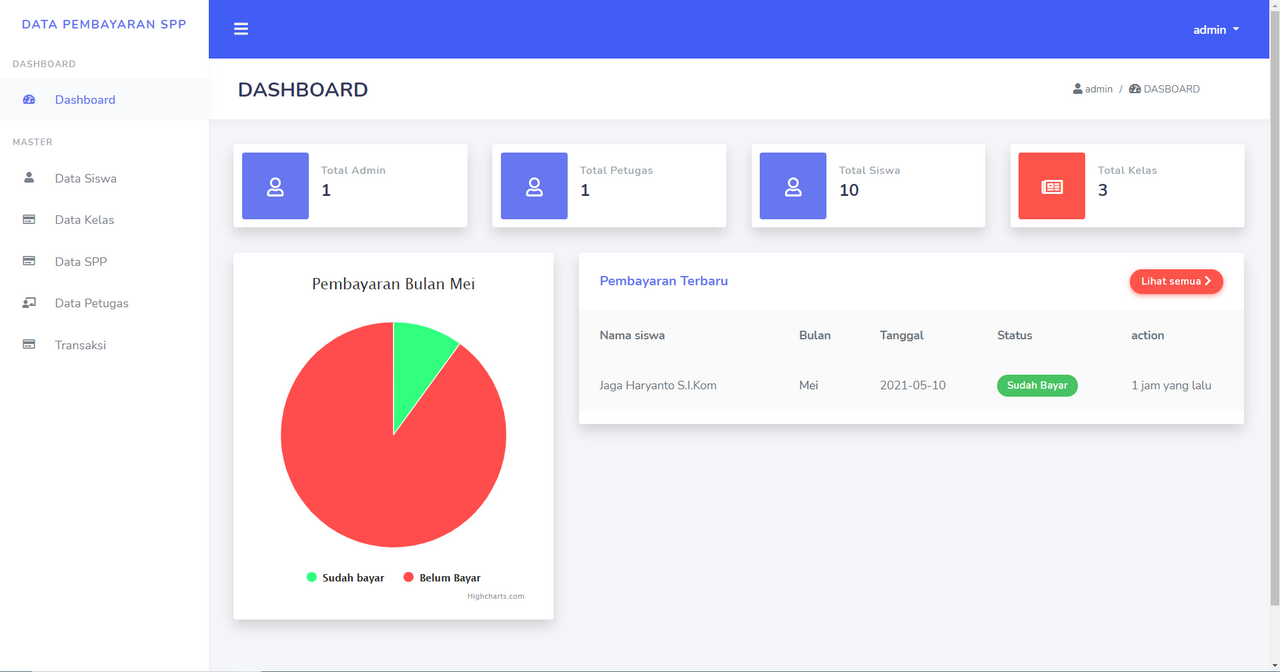 DATA PEMBAYARAN SPP
admin
DASHBOARD
Dashboard
MASTER
Data Siswa
Data Kelas
Data SPP
Data Petugas
Transaksi
DASHBOARD
admin / DASBOARD
Total Admin
1
Total Petugas
1
Total Siswa
10
Total Kelas
3
Pembayaran Bulan Mei
Sudah bayar Belum Bayar
Highcharts.com
Pembayaran Terbaru
Lihat semua
Nama siswa Bulan Tanggal Status action
Jaga Haryanto S.I.Kom Mei 2021-05-10 Sudah Bayar 1 jam yang lalu